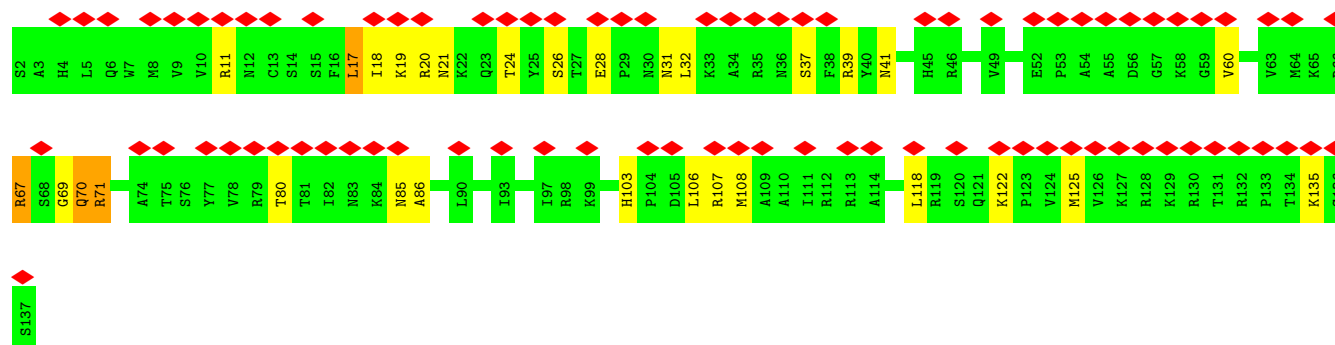 S2 A3 H4 L5 Q6 W7 M8 V9 V10 R11 N12 C13 S14 S15 F16 L17 I18 K19 R20 N21 K22 Q23 T24 Y25 S26 T27 E28 P29 N30 N31 L32 K33 A34 R35 N36 S37 F38 R39 Y40 N41 H45 R46 V49 E52 P53 A54 A55 D56 G57 K58 G59 V60 V63 M64 K65
R67 S68 G69 Q70 R71 A74 T75 S76 Y77 V78 R79 T80 T81 I82 N83 K84 N85 A86 L90 I93 I97 R98 K99 H103 P104 D105 L106 R107 M108 A109 A110 I111 R112 R113 A114 L118 R119 S120 Q121 K122 P123 V124 M125 V126 K127 R128 K129 R130 T131 R132 P133 T134 K135
S137